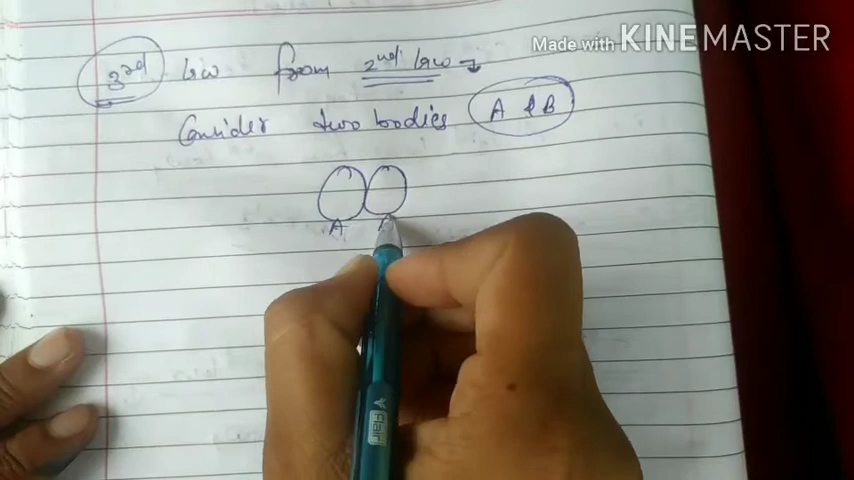 Made with KINEMASTER
3rd law from 2nd law →
Consider two bodies A & B
A